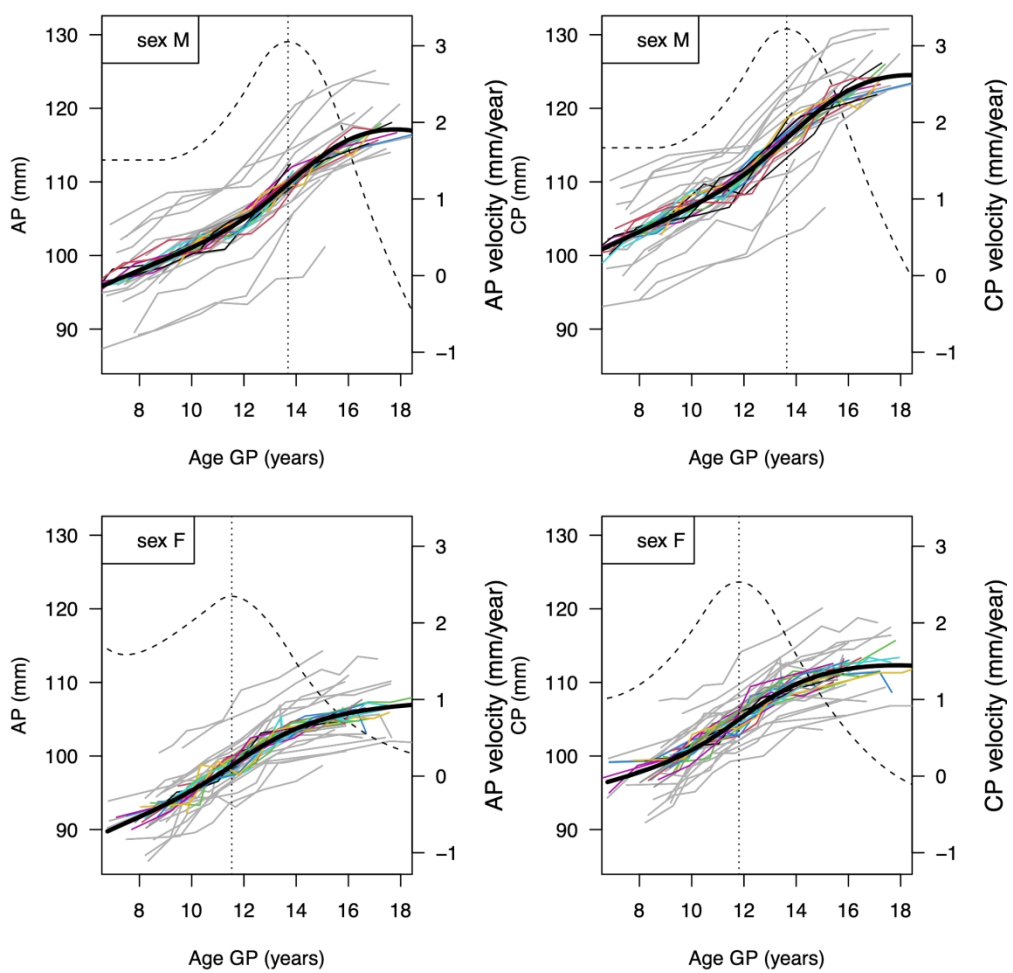 sex M
130
120
110
100
90
AP (mm)
3
2
1
0
−1
AP velocity (mm/year)
8 10 12 14 16 18
Age GP (years)
sex M
130
120
110
100
90
CP (mm)
3
2
1
0
−1
CP velocity (mm/year)
8 10 12 14 16 18
Age GP (years)
sex F
130
120
110
100
90
AP (mm)
3
2
1
0
−1
AP velocity (mm/year)
8 10 12 14 16 18
Age GP (years)
sex F
130
120
110
100
90
CP (mm)
3
2
1
0
−1
CP velocity (mm/year)
8 10 12 14 16 18
Age GP (years)